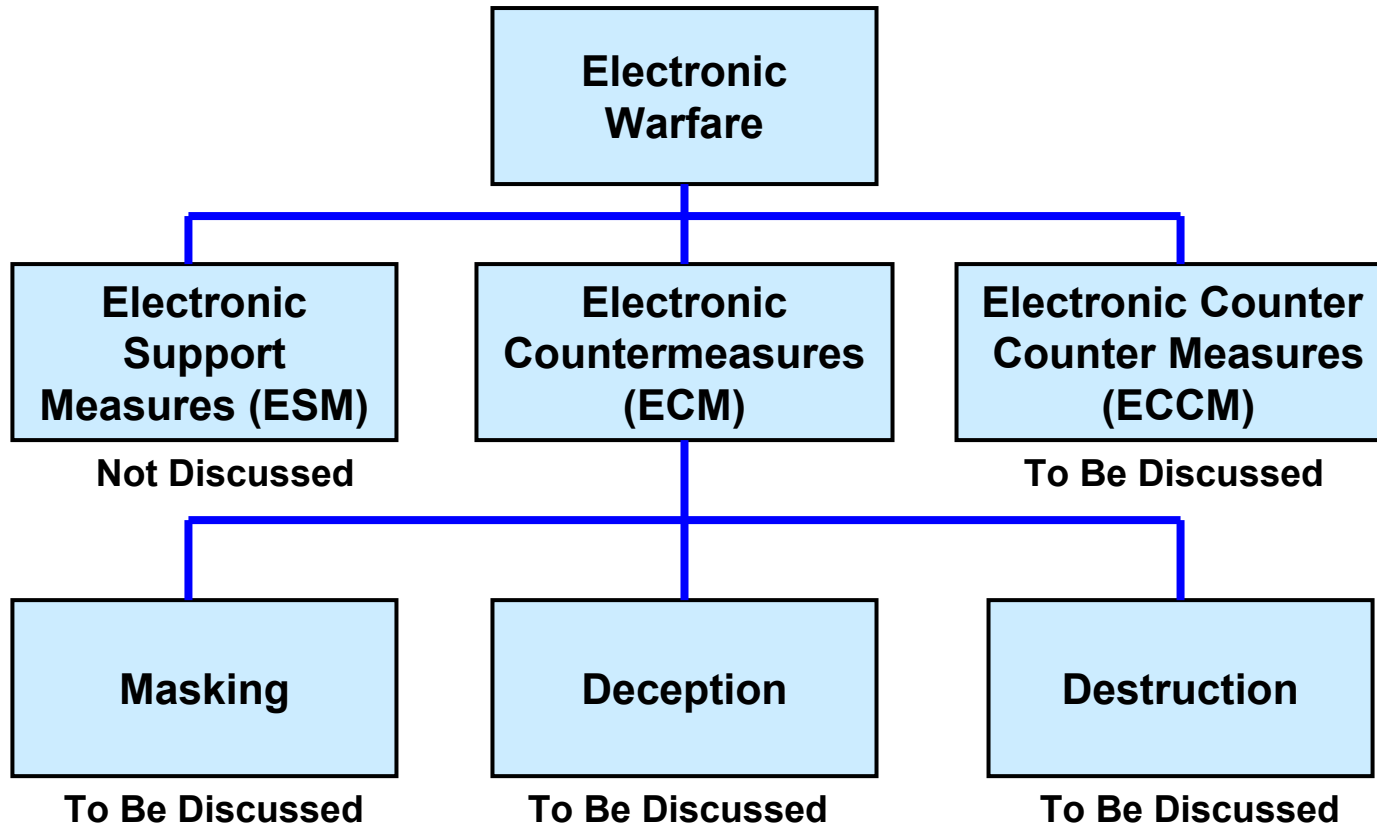 Electronic
Warfare
Electronic
Support
Measures (ESM)
Not Discussed
Electronic
Countermeasures
(ECM)
Electronic Counter
Counter Measures
(ECCM)
To Be Discussed
Masking
To Be Discussed
Deception
To Be Discussed
Destruction
To Be Discussed